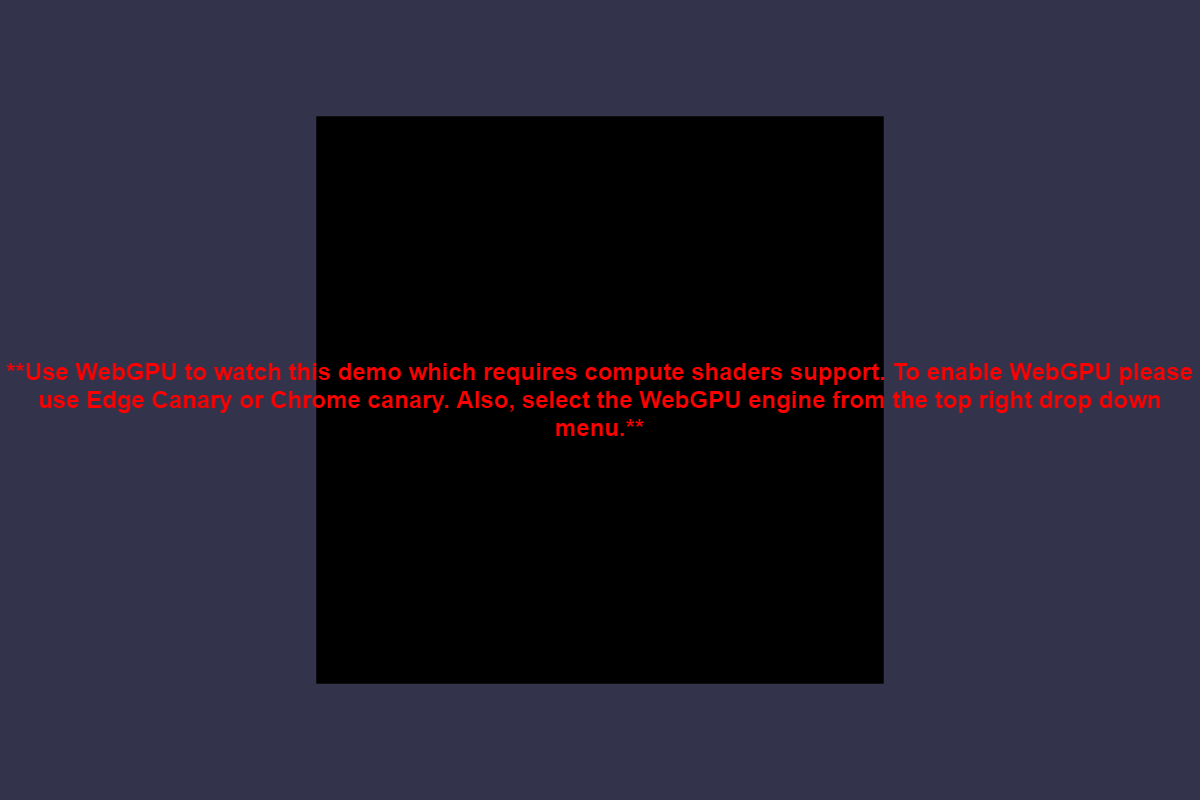 **Use WebGPU to watch this demo which requires compute shaders support. To enable WebGPU please
use Edge Canary or Chrome canary. Also, select the WebGPU engine from the top right drop down
menu.**